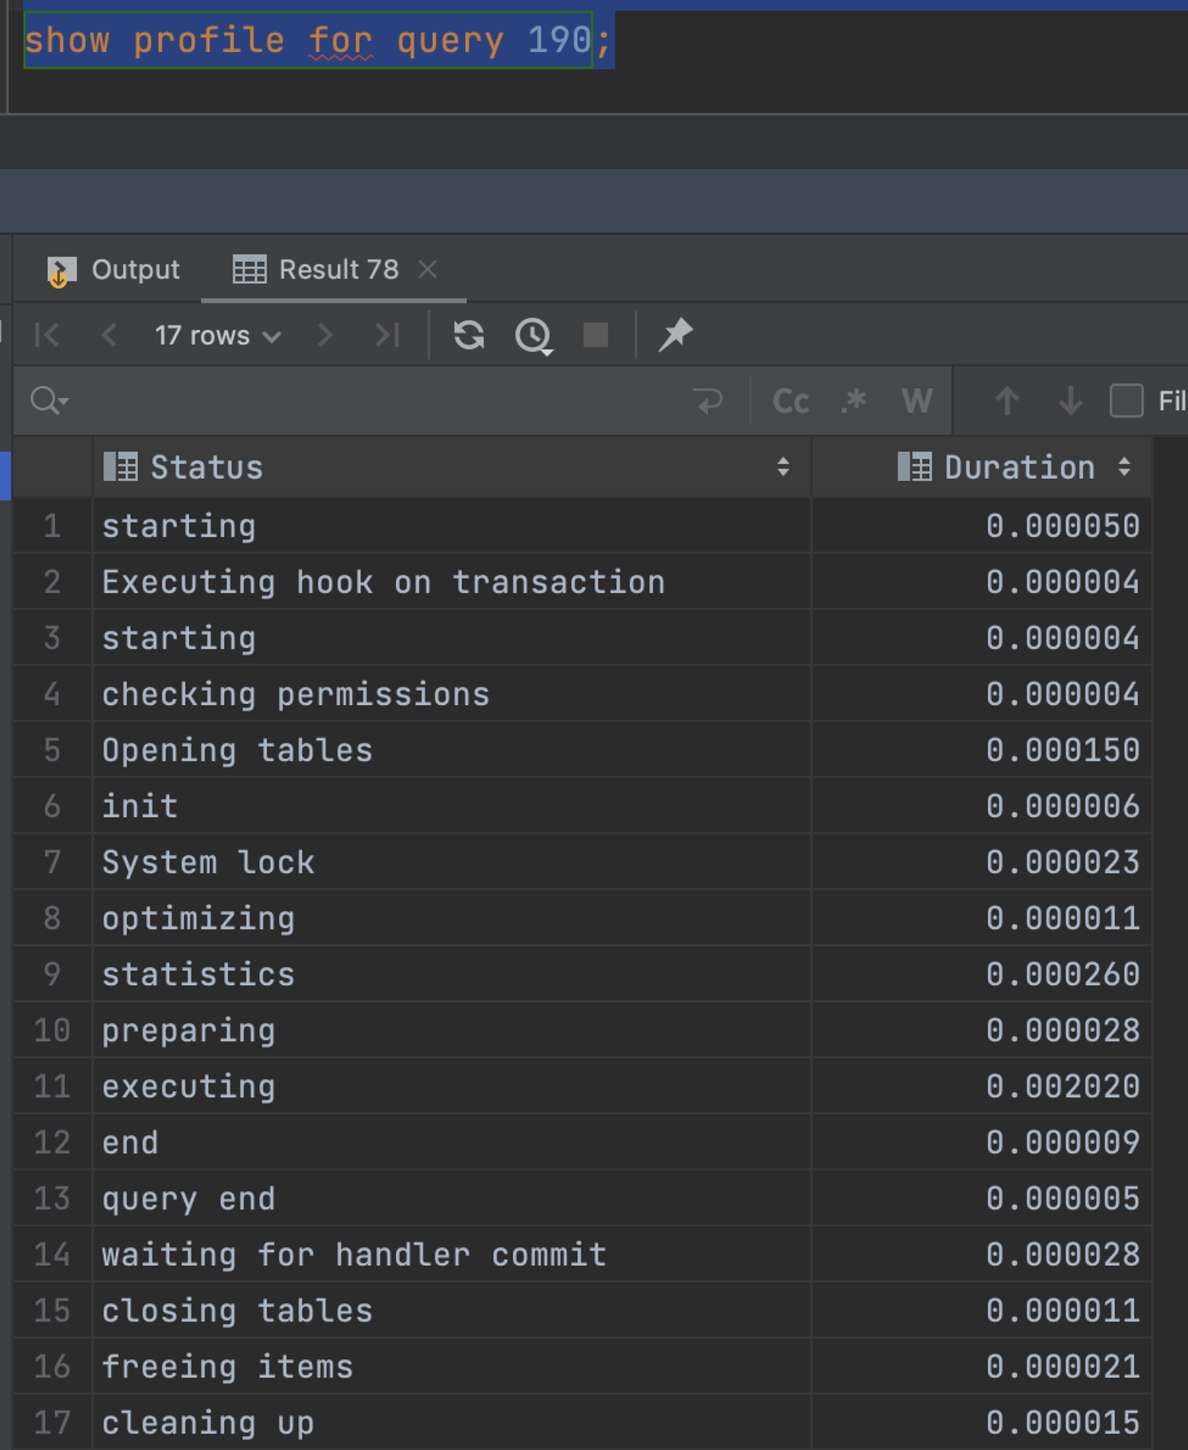 show profile for query 190;
Output Result 78
17 rows
Cc .* W Fil
Status Duration
1 starting 0.000050
2 Executing hook on transaction 0.000004
3 starting 0.000004
4 checking permissions 0.000004
5 Opening tables 0.000150
6 init 0.000006
7 System lock 0.000023
8 optimizing 0.000011
9 statistics 0.000260
10 preparing 0.000028
11 executing 0.002020
12 end 0.000009
13 query end 0.000005
14 waiting for handler commit 0.000028
15 closing tables 0.000011
16 freeing items 0.000021
17 cleaning up 0.000015